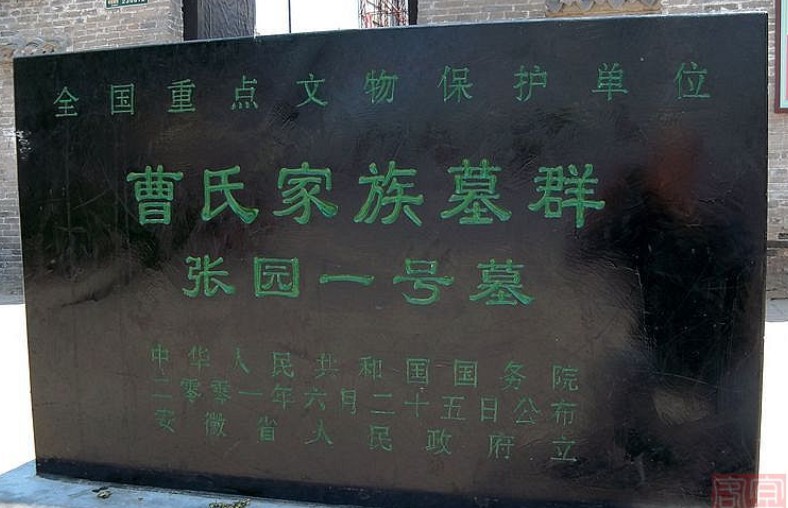 全国重点文物保护单位
曹氏家族墓群
张园一号墓
中华人民共和国国务院
二零零一年六月二十五日公布
安徽省人民政府立